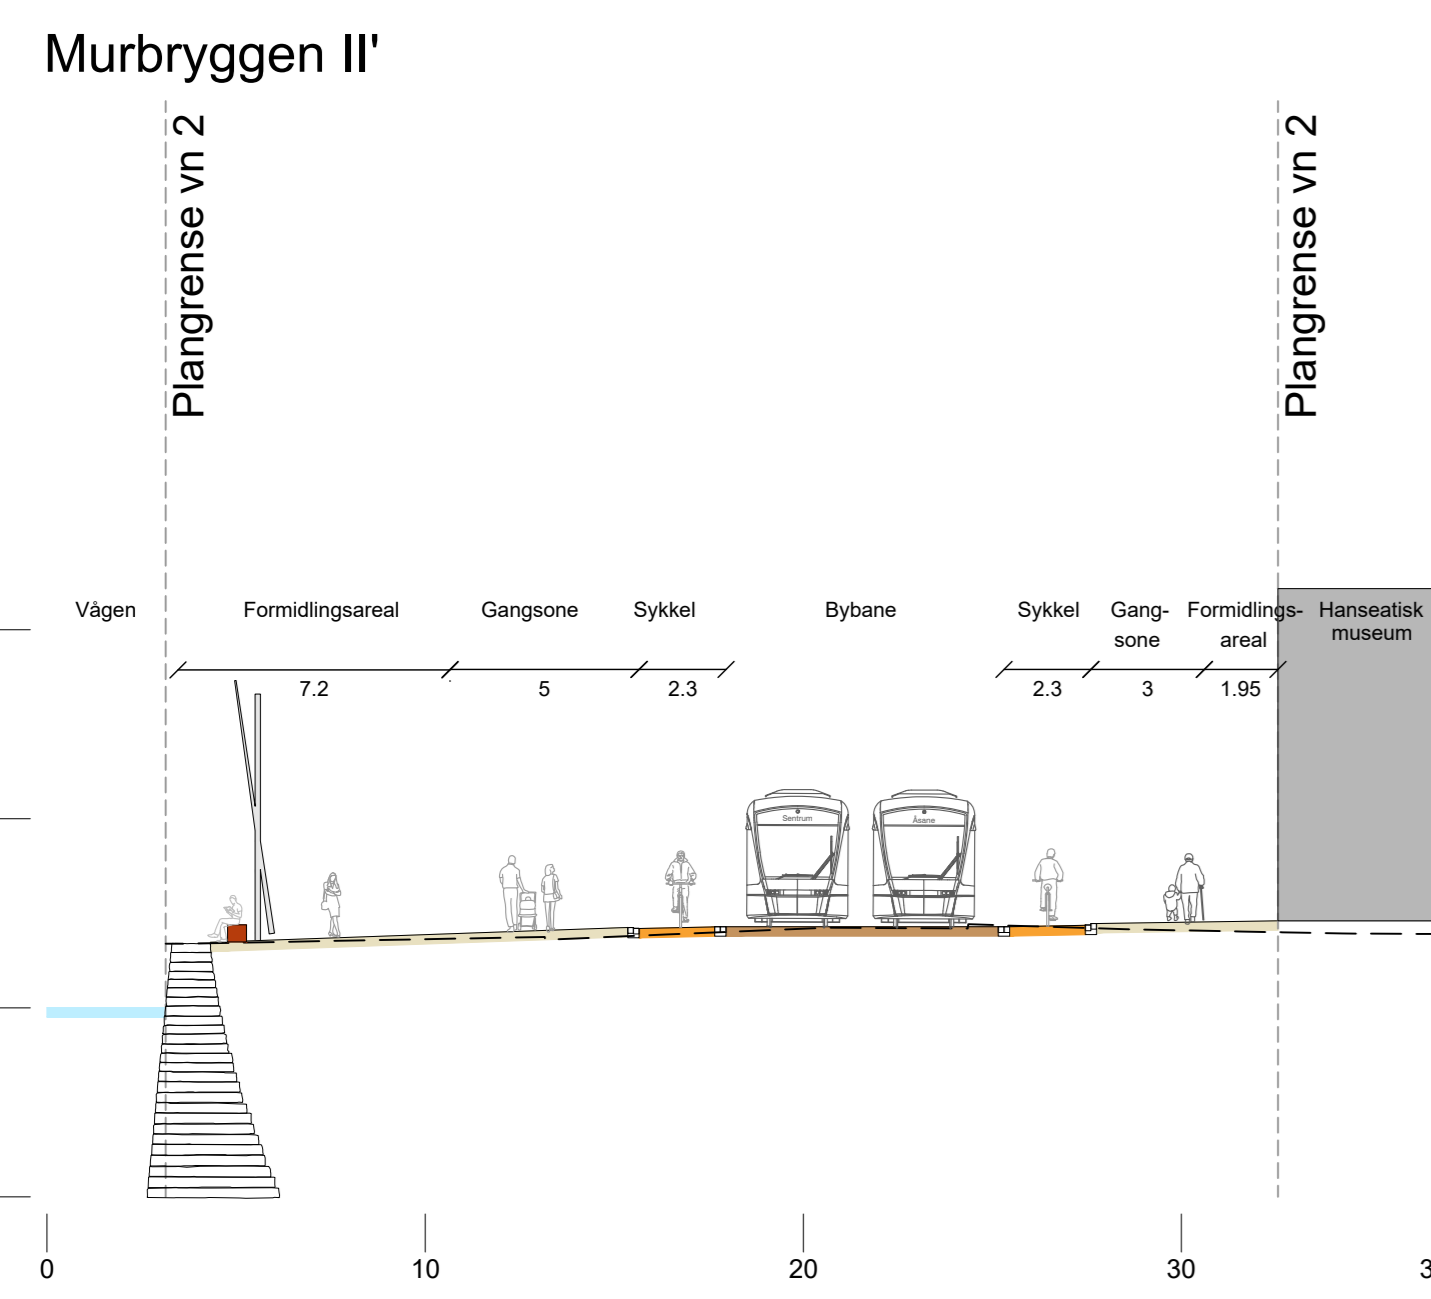 Murbryggen II'
Plangrense vn 2
Plangrense vn 2
Vågen
Formidlingsareal
Gangsone
Sykkel
Bybane
Sykkel
Gang-
sone
Formidlings-
areal
Hanseatisk
museum
7.2
5
2.3
2.3
3
1.95
Sentrum
Åsane
0
10
20
30
3